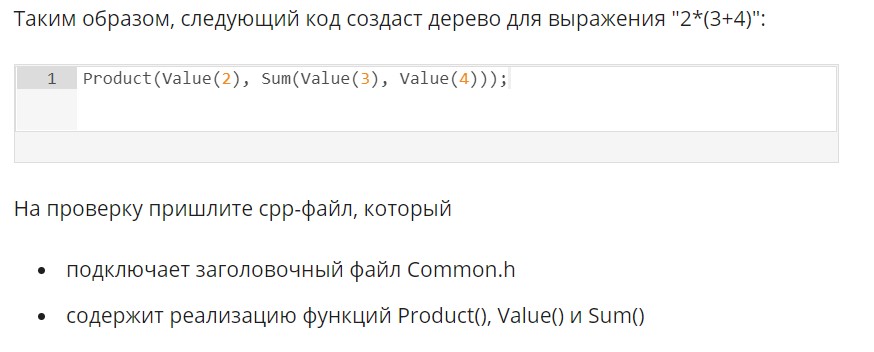 Таким образом, следующий код создаст дерево для выражения "2*(3+4)":
1 Product(Value(2), Sum(Value(3), Value(4)));
На проверку пришлите cpp-файл, который
• подключает заголовочный файл Common.h
• содержит реализацию функций Product(), Value() и Sum()